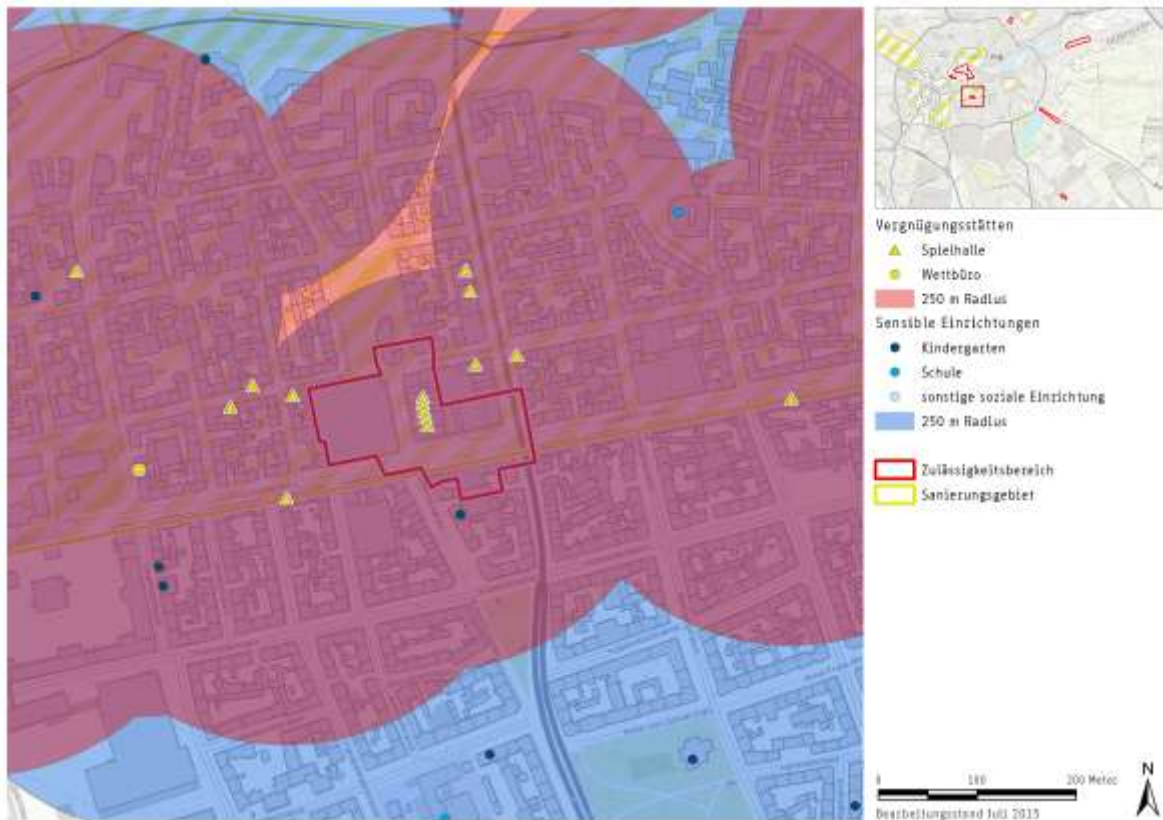 Vergnügungsstätten
Spielhalle
Wettbüro
250 m Radius
Sensible Einrichtungen
Kindergarten
Schule
sonstige soziale Einrichtung
250 m Radius
Zulässigkeitsbereich
Sanierungsgebiet
0 100 200 Meter
N
Bearbeitungsstand Juli 2015